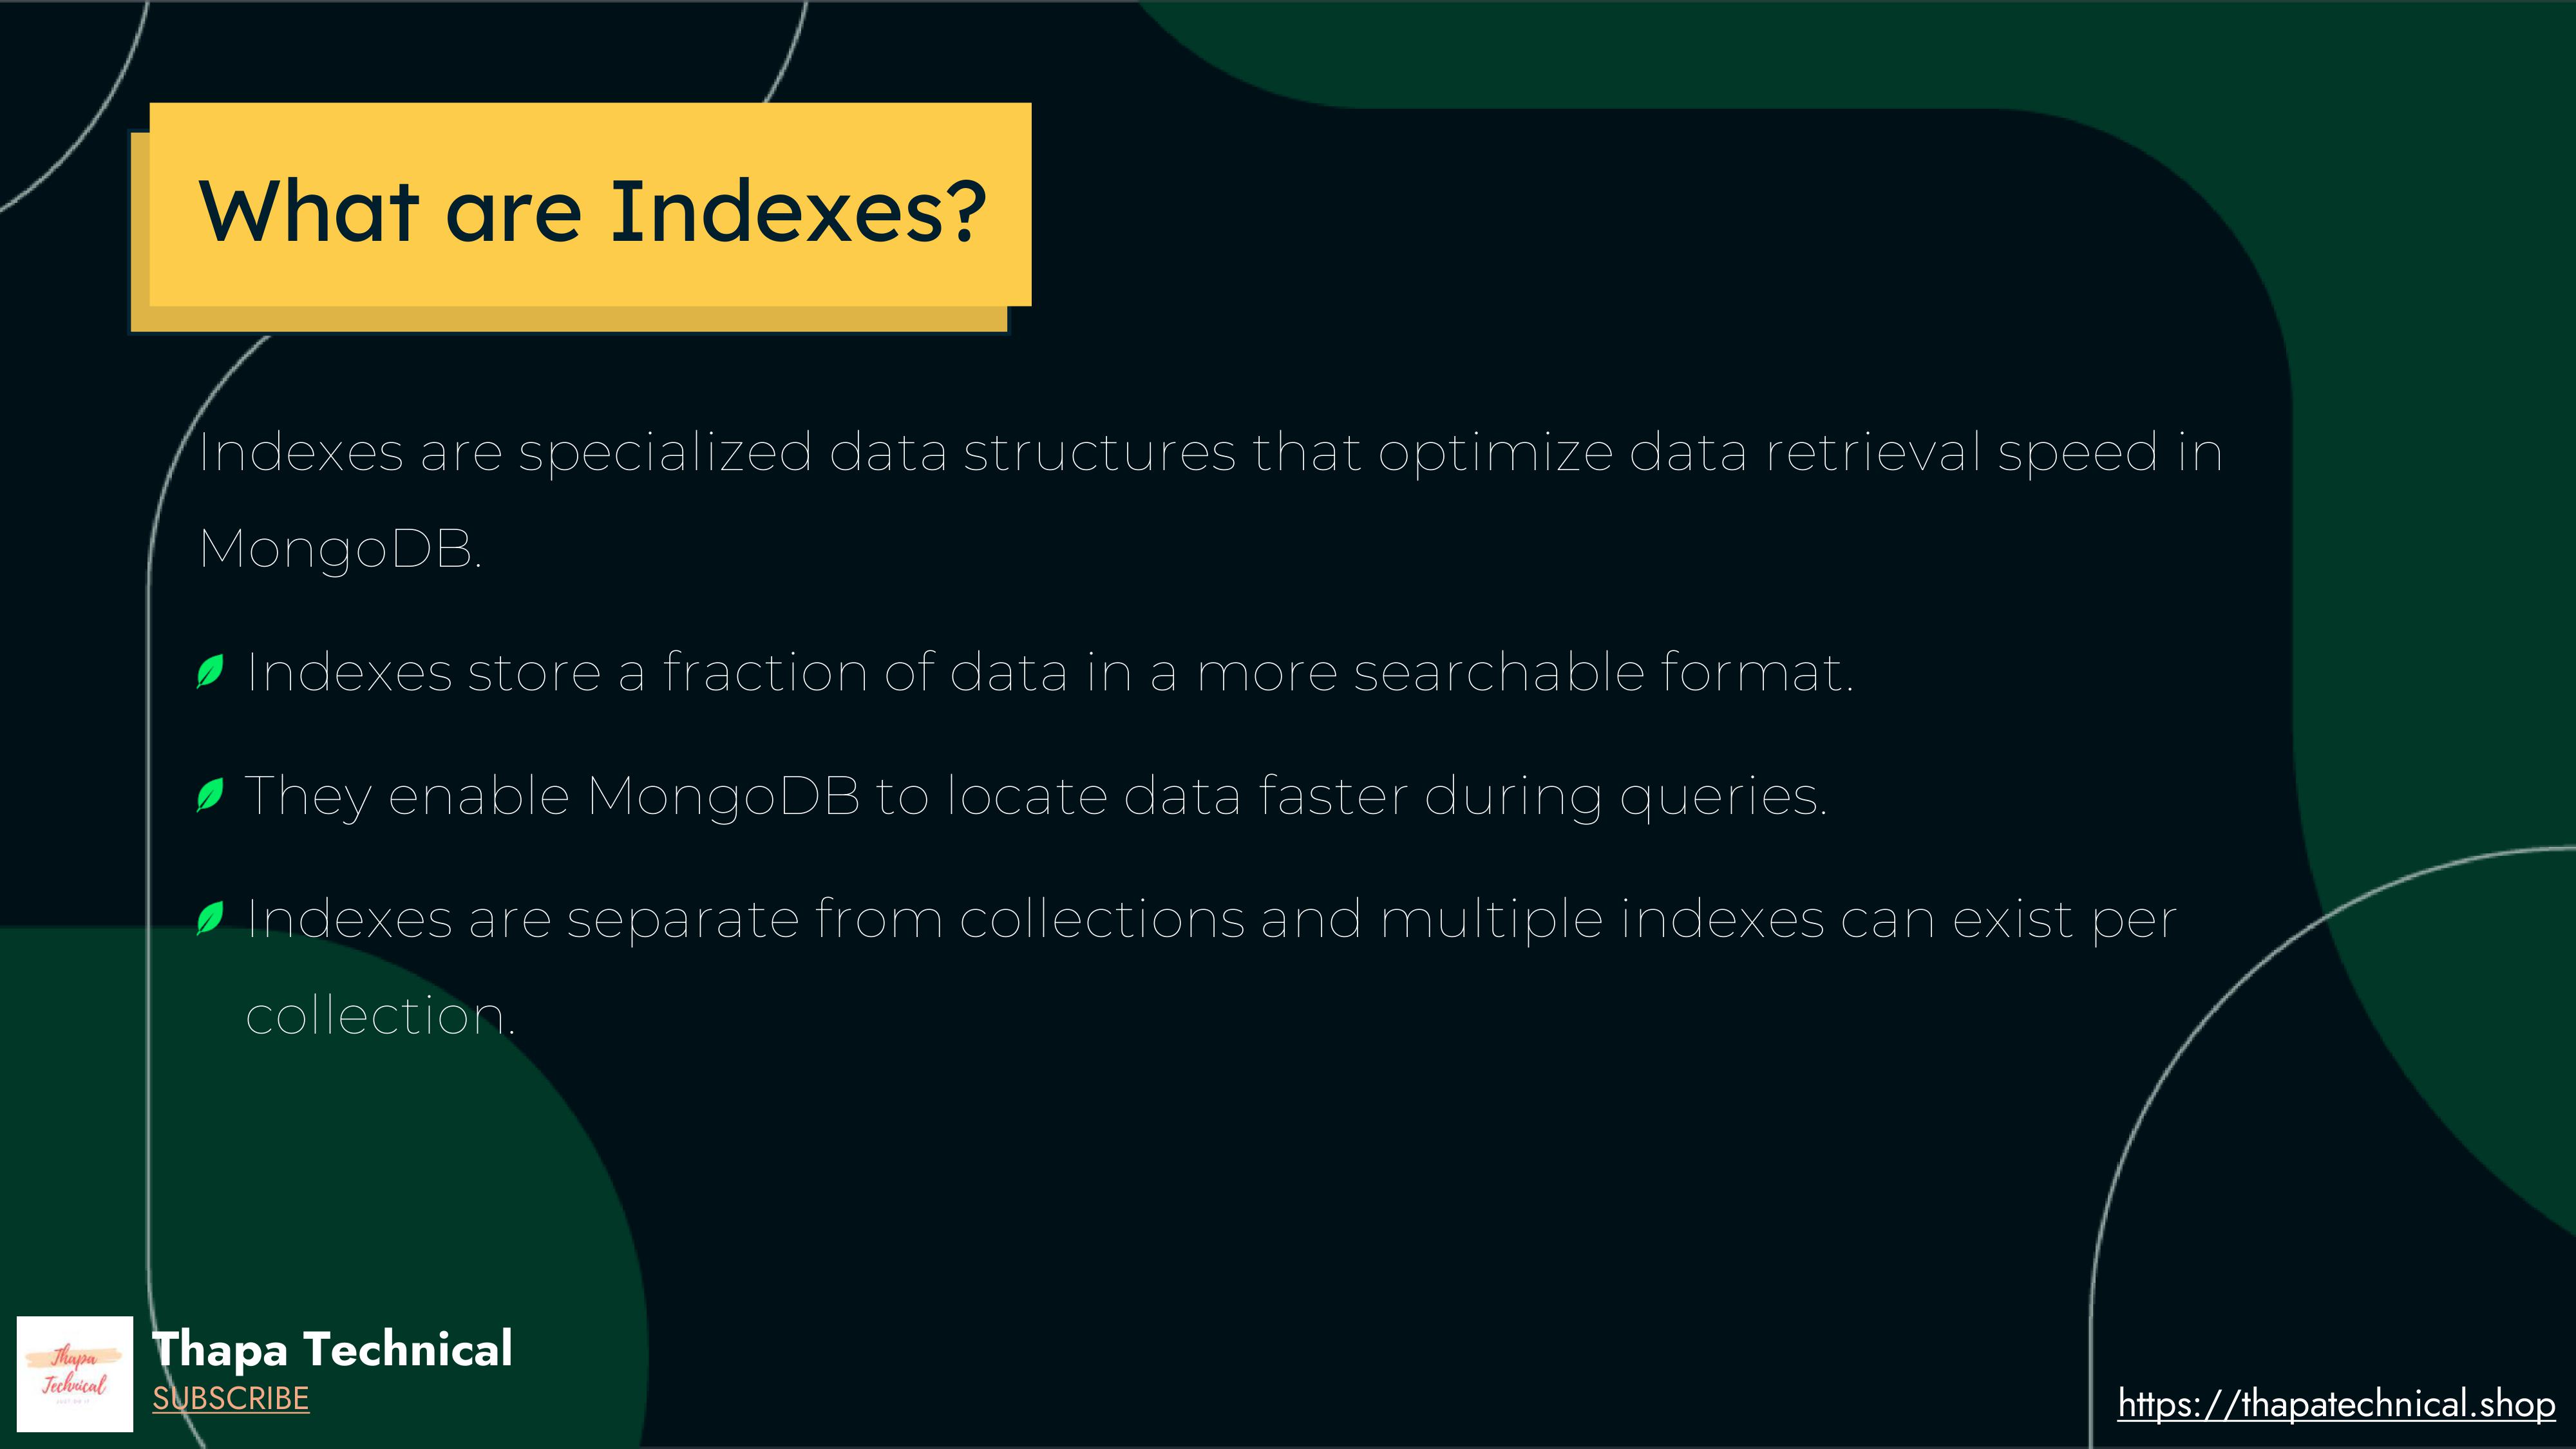 What are Indexes?
Indexes are specialized data structures that optimize data retrieval speed in
MongoDB.
Indexes store a fraction of data in a more searchable format.
They enable MongoDB to locate data faster during queries.
Indexes are separate from collections and multiple indexes can exist per
collection.
Thapa
Technical
Thapa Technical
SUBSCRIBE
https://thapatechnical.shop